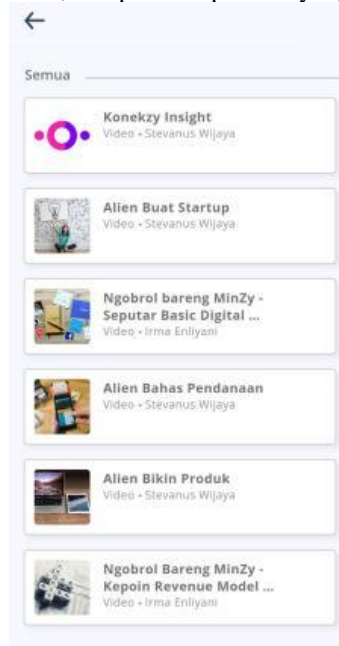 Semua
Konekzy Insight
Video • Stevanus Wijaya
Alien Buat Startup
Video • Stevanus Wijaya
Ngobrol bareng MinZy -
Seputar Basic Digital ...
Video • Irma Enliyani
Alien Bahas Pendanaan
Video • Stevanus Wijaya
Alien Bikin Produk
Video • Stevanus Wijaya
Ngobrol Bareng MinZy -
Kepoin Revenue Model ...
Video • Irma Enliyani